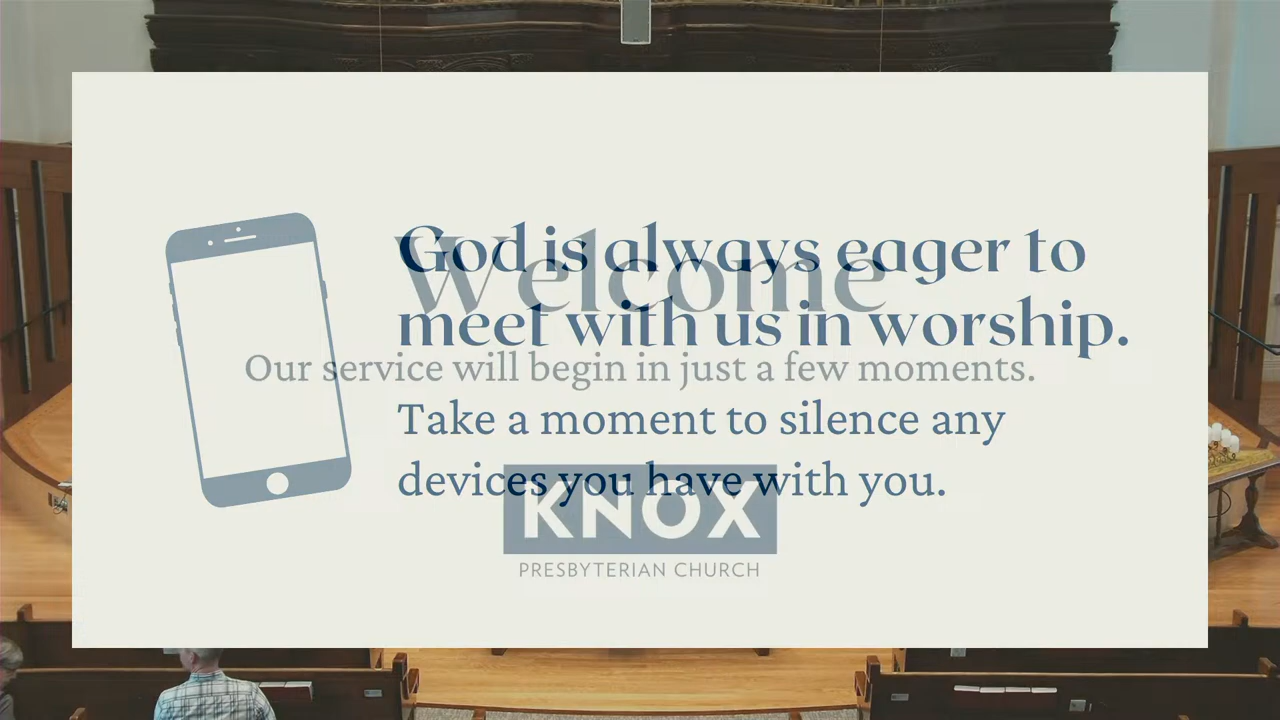 God is always eager to
meet with us in worship.
Take a moment to silence any
devices you have with you.
Welcome
Our service will begin in just a few moments.
KNOX
PRESBYTERIAN CHURCH